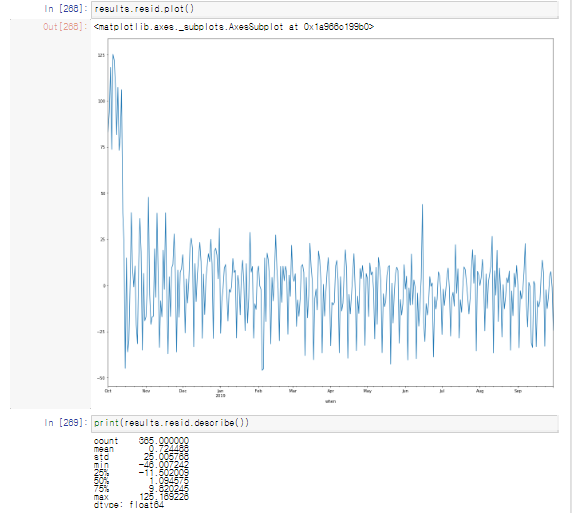 In [268]: results.resid.plot()
Out[268]: <matplotlib.axes._subplots.AxesSubplot at 0x1a966c199b0>
125
100
75
50
25
0
−25
−50
Oct Nov Dec Jan Feb Mar Apr May Jun Jul Aug Sep
2019
when
In [269]: print(results.resid.describe())
count 365.000000
mean 0.724466
std 25.005768
min -46.007242
25% -11.502009
50% 1.094575
75% 9.620245
max 125.169226
dtype: float64